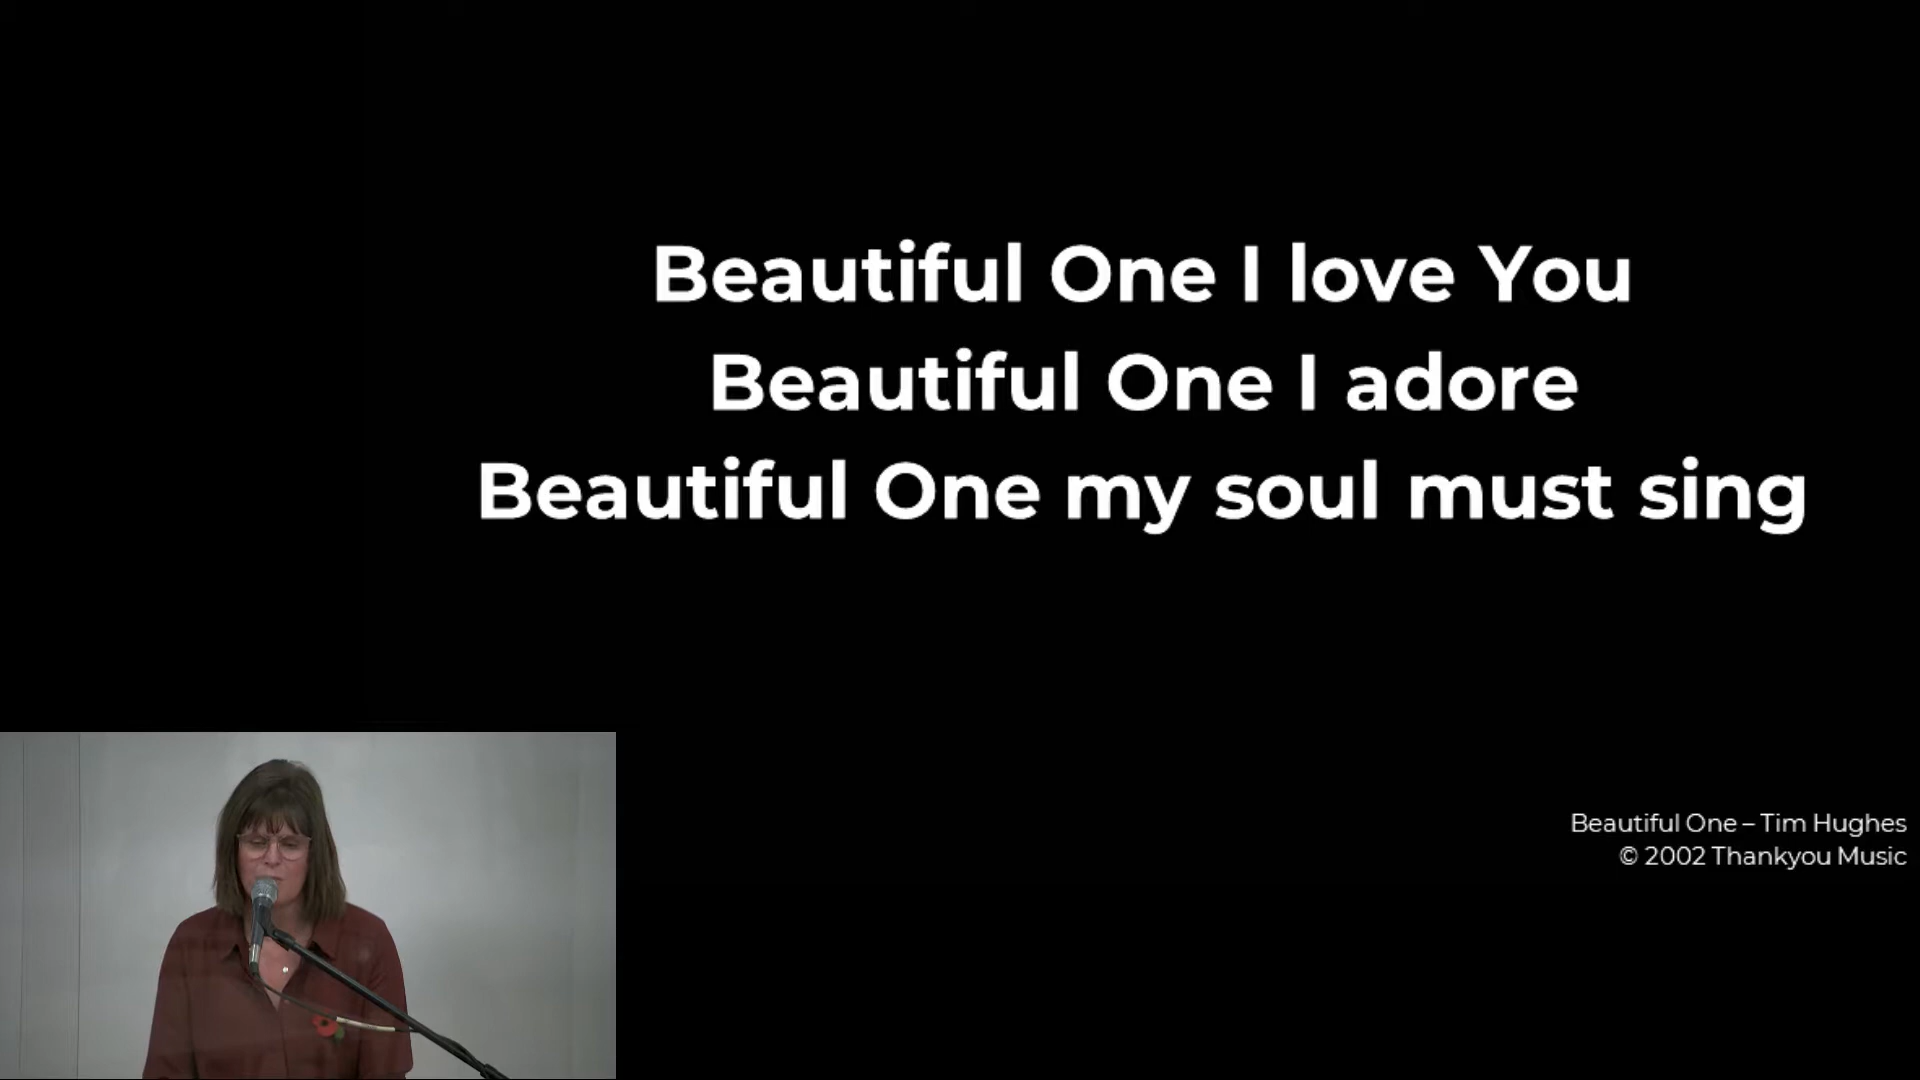 Beautiful One I love You
Beautiful One I adore
Beautiful One my soul must sing
Beautiful One – Tim Hughes
© 2002 Thankyou Music